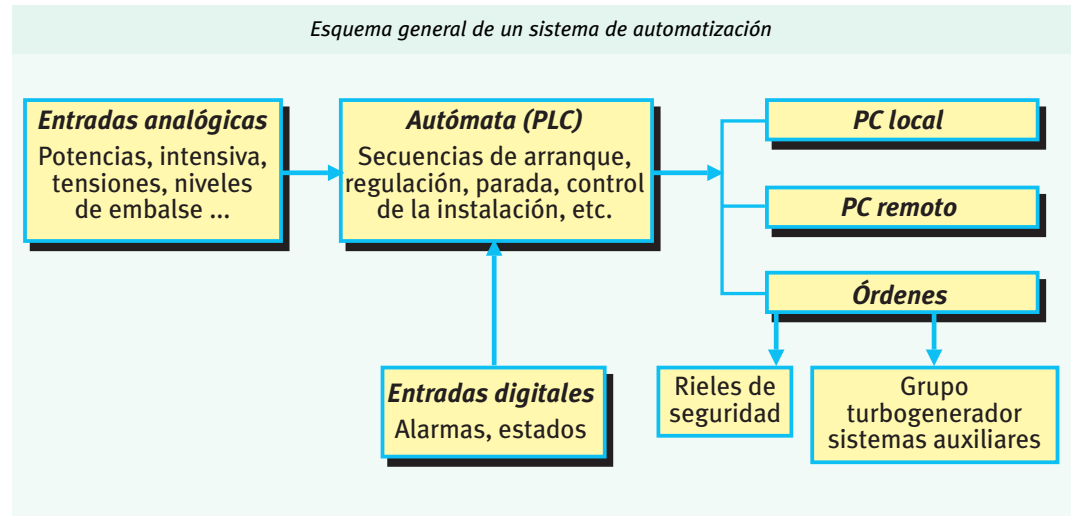 Esquema general de un sistema de automatización
Entradas analógicas
Potencias, intensiva,
tensiones, niveles
de embalse ...
Autómata (PLC)
Secuencias de arranque,
regulación, parada, control
de la instalación, etc.
PC local
PC remoto
Órdenes
Entradas digitales
Alarmas, estados
Rieles de
seguridad
Grupo
turbogenerador
sistemas auxiliares